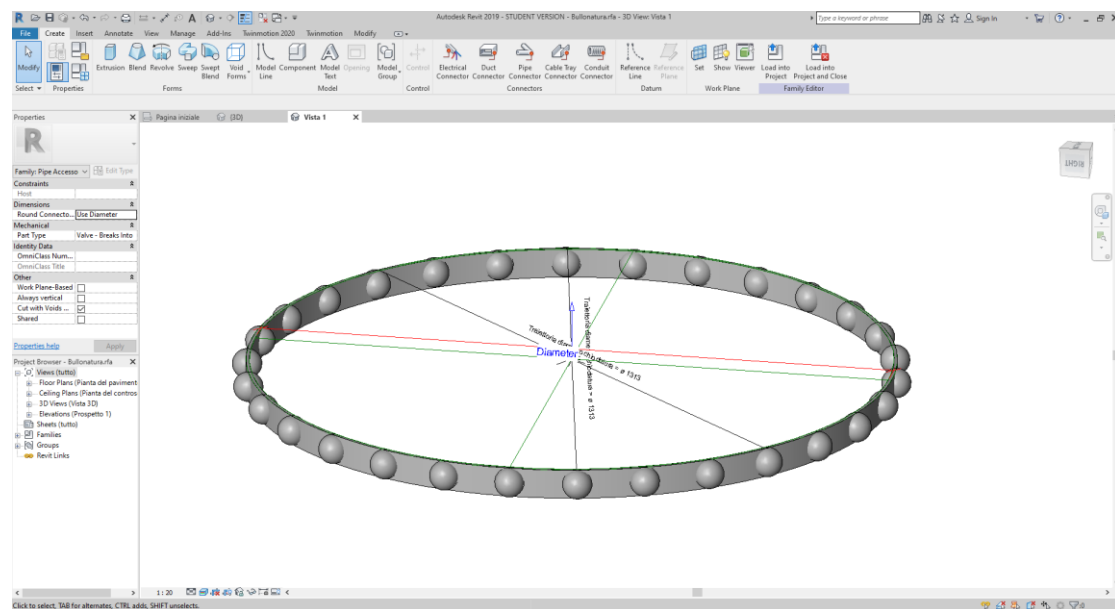 Autodesk Revit 2019 - STUDENT VERSION - Bullonatura.rfa - 3D View: Vista 1
Type a keyword or phrase
Sign In
File Create Insert Annotate View Manage Add-Ins Twinmotion 2020 Twinmotion Modify
Modify Extrusion Blend Revolve Sweep Swept Blend Void Forms Model Line Component Model Text Opening Model Group Control Electrical Connector Duct Connector Pipe Connector Cable Tray Connector Conduit Connector Reference Line Reference Plane Set Show Viewer Load into Project Load into Project and Close
Select Properties Forms Model Control Connectors Datum Work Plane Family Editor
Properties
Pagina iniziale
{3D}
Vista 1
R
RIGHT
Family: Pipe Accesso
Edit Type
Constraints
Host
Dimensions
Round Connecto... Use Diameter
Mechanical
Part Type Valve - Breaks Into
Identity Data
OmniClass Num...
OmniClass Title
Other
Work Plane-Based
Always vertical
Cut with Voids ...
Shared
Properties help
Apply
Project Browser - Bullonatura.rfa
Views (tutto)
Floor Plans (Pianta del paviment
Ceiling Plans (Pianta del contros
3D Views (Vista 3D)
Elevations (Prospetto 1)
Sheets (tutto)
Families
Groups
Revit Links
Diameter
= ø 1313
= ø 1313
1 : 20
Click to select, TAB for alternates, CTRL adds, SHIFT unselects.